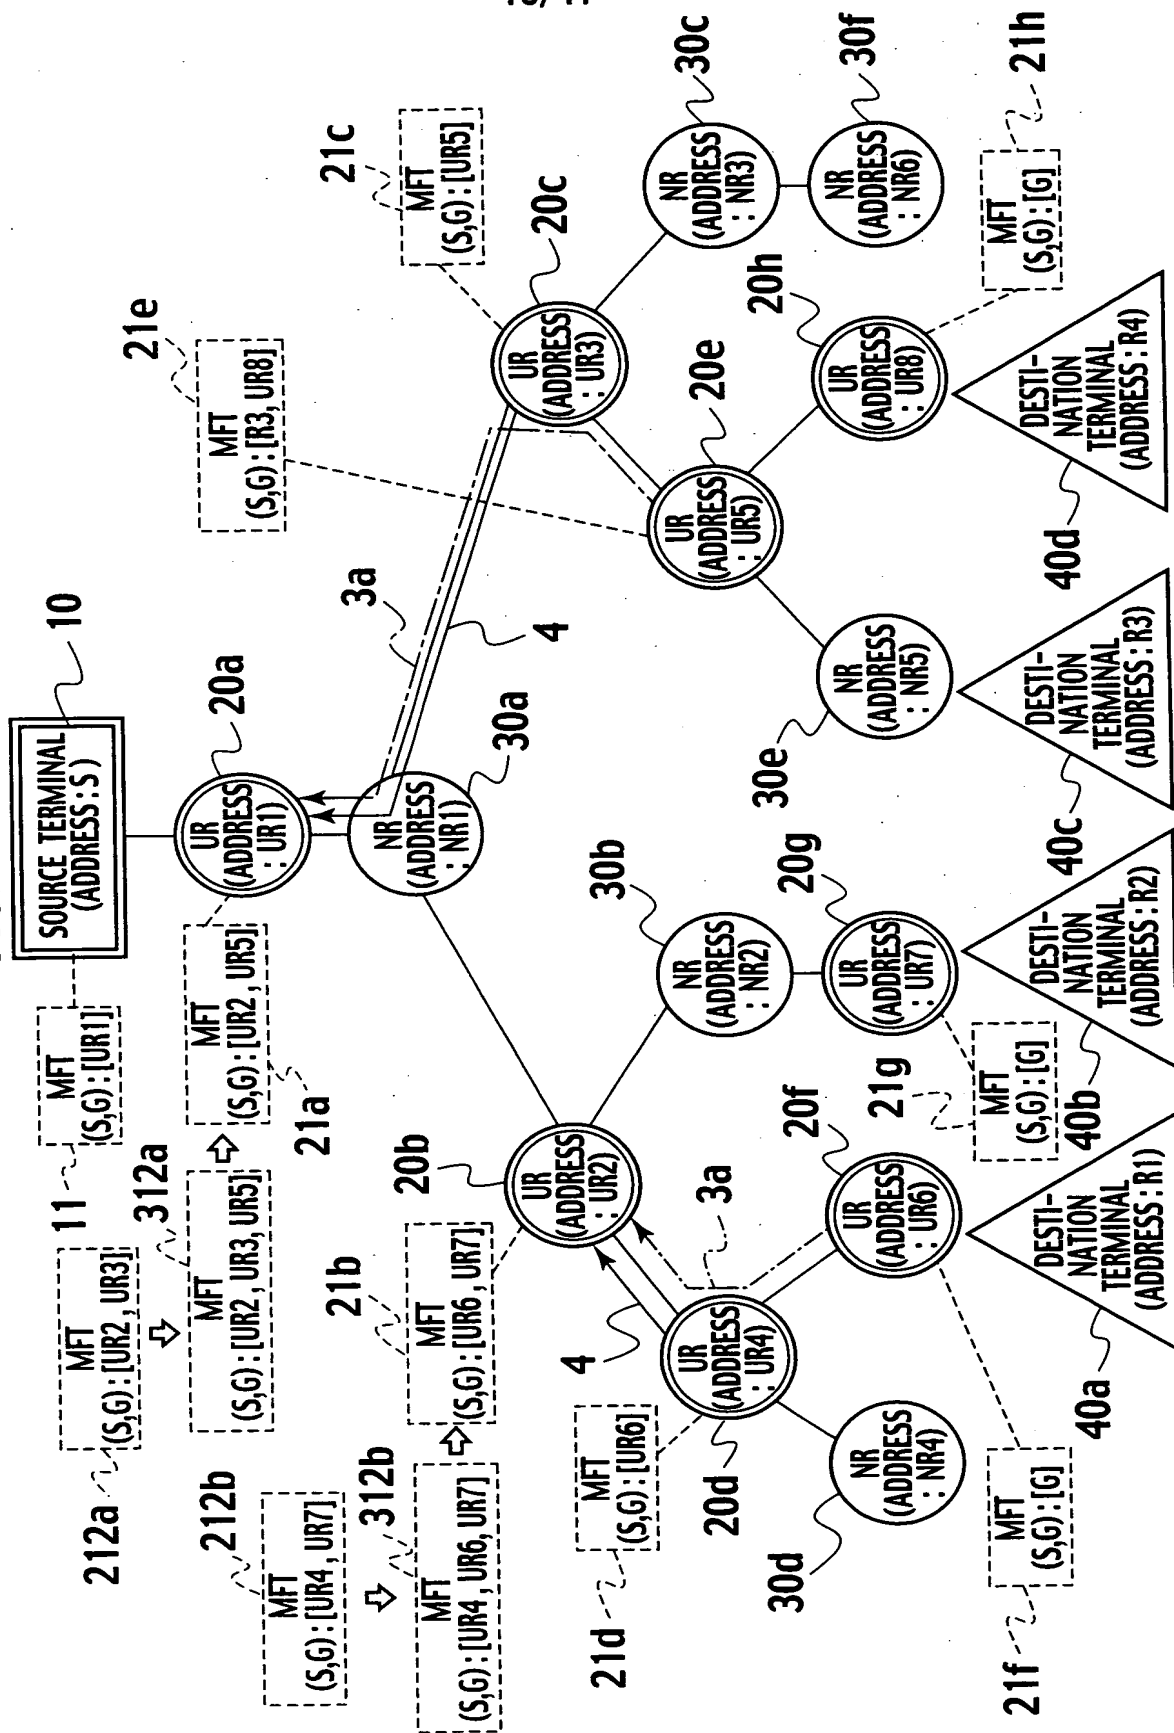 10
SOURCE TERMINAL
(ADDRESS:S)
11
MFT
(S,G):[UR1]
20a
UR
(ADDRESS
: UR1)
212a
MFT
(S,G):[UR2,UR3]
312a
MFT
(S,G):[UR2,UR3,UR5]
MFT
(S,G):[UR2,UR5]
21a
NR
(ADDRESS
: NR1)
30a
3a
4
21e
MFT
(S,G):[R3,UR8]
21c
MFT
(S,G):[UR5]
212b
MFT
(S,G):[UR4,UR7]
312b
MFT
(S,G):[UR4,UR6,UR7]
21b
MFT
(S,G):[UR6,UR7]
20b
UR
(ADDRESS
: UR2)
20c
UR
(ADDRESS
: UR3)
30c
NR
(ADDRESS
: NR3)
4
3a
21d
MFT
(S,G):[UR6]
UR
(ADDRESS
: UR4)
20d
30b
NR
(ADDRESS
: NR2)
20e
UR
(ADDRESS
: UR5)
30f
NR
(ADDRESS
: NR6)
30d
NR
(ADDRESS
: NR4)
20f
UR
(ADDRESS
: UR6)
20g
UR
(ADDRESS
: UR7)
30e
NR
(ADDRESS
: NR5)
20h
UR
(ADDRESS
: UR8)
21f
MFT
(S,G):[G]
21g
MFT
(S,G):[G]
21h
MFT
(S,G):[G]
40a
DESTI-
NATION
TERMINAL
(ADDRESS:R1)
40b
DESTI-
NATION
TERMINAL
(ADDRESS:R2)
40c
DESTI-
NATION
TERMINAL
(ADDRESS:R3)
40d
DESTI-
NATION
TERMINAL
(ADDRESS:R4)